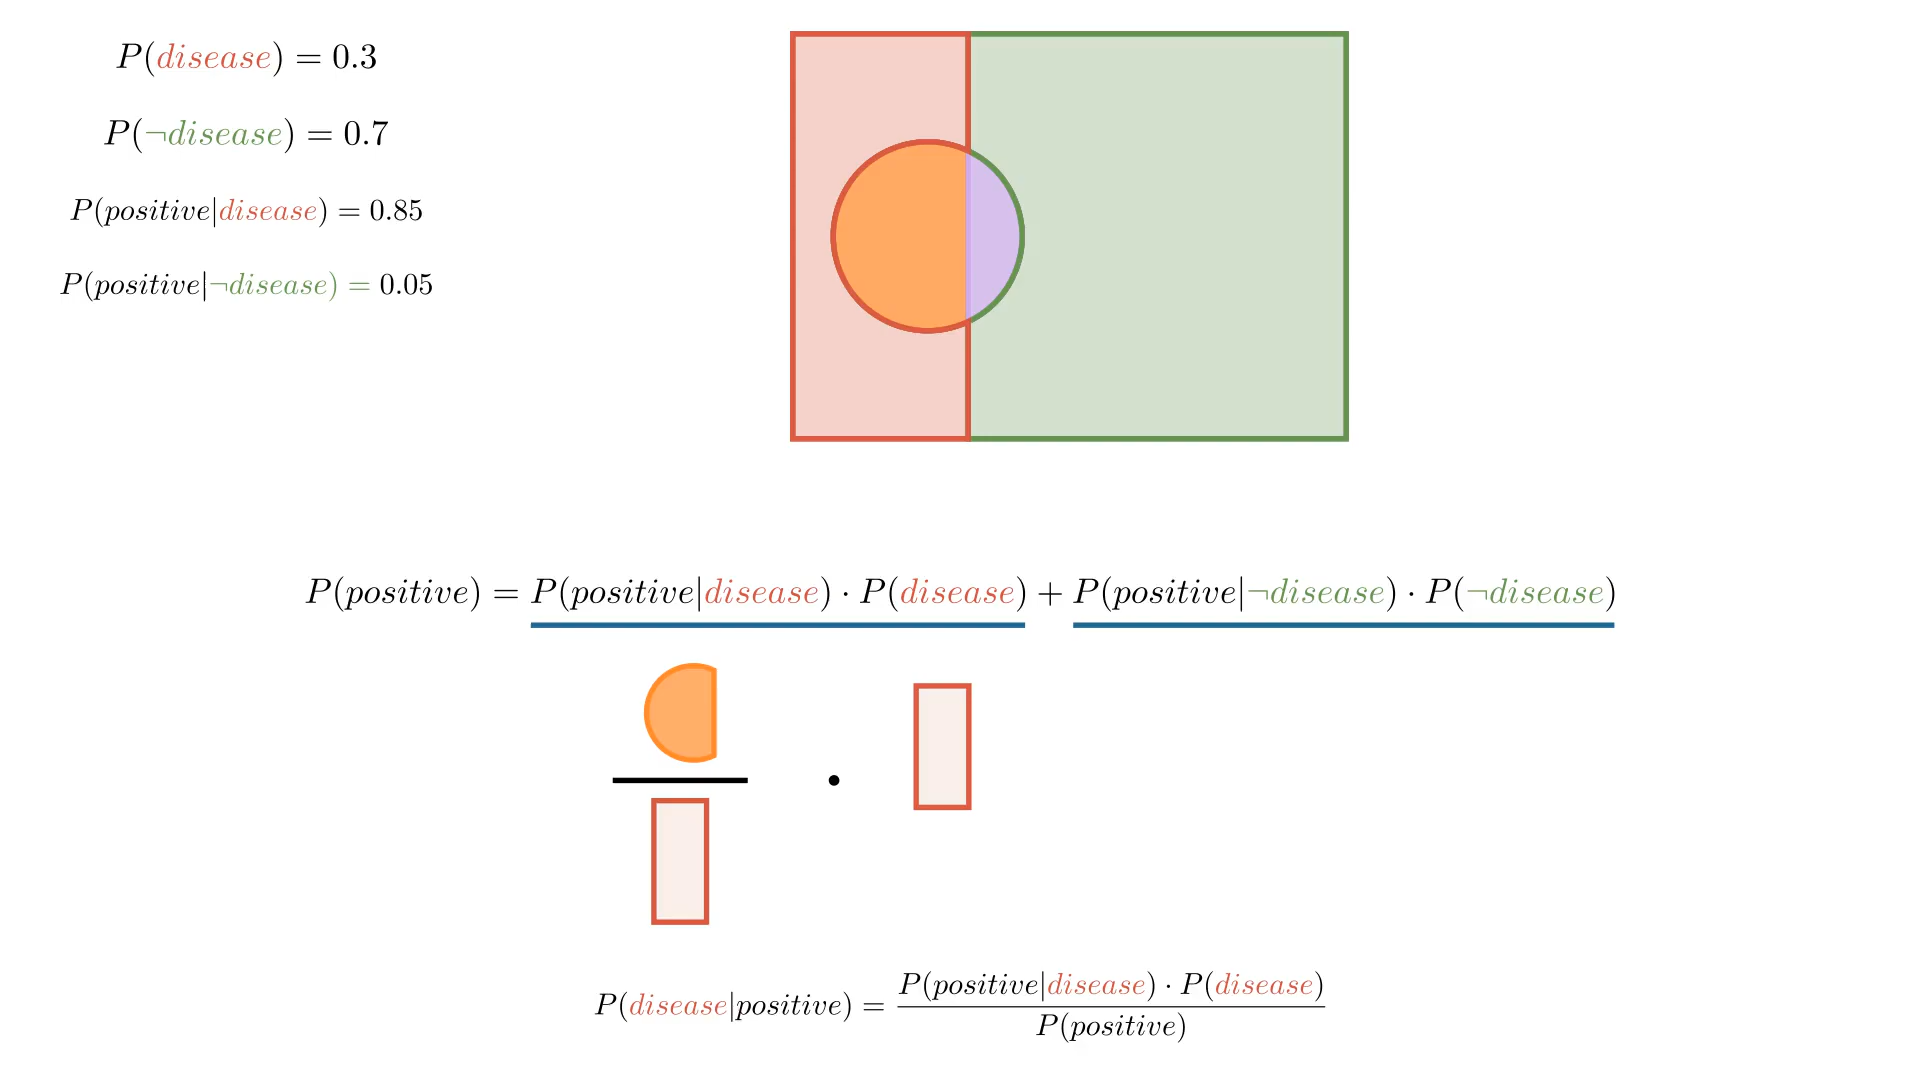 P(disease) = 0.3
P(¬disease) = 0.7
P(positive|disease) = 0.85
P(positive|¬disease) = 0.05
P(positive) = P(positive|disease) · P(disease) + P(positive|¬disease) · P(¬disease)
P(disease|positive) = P(positive|disease) · P(disease)
P(positive)